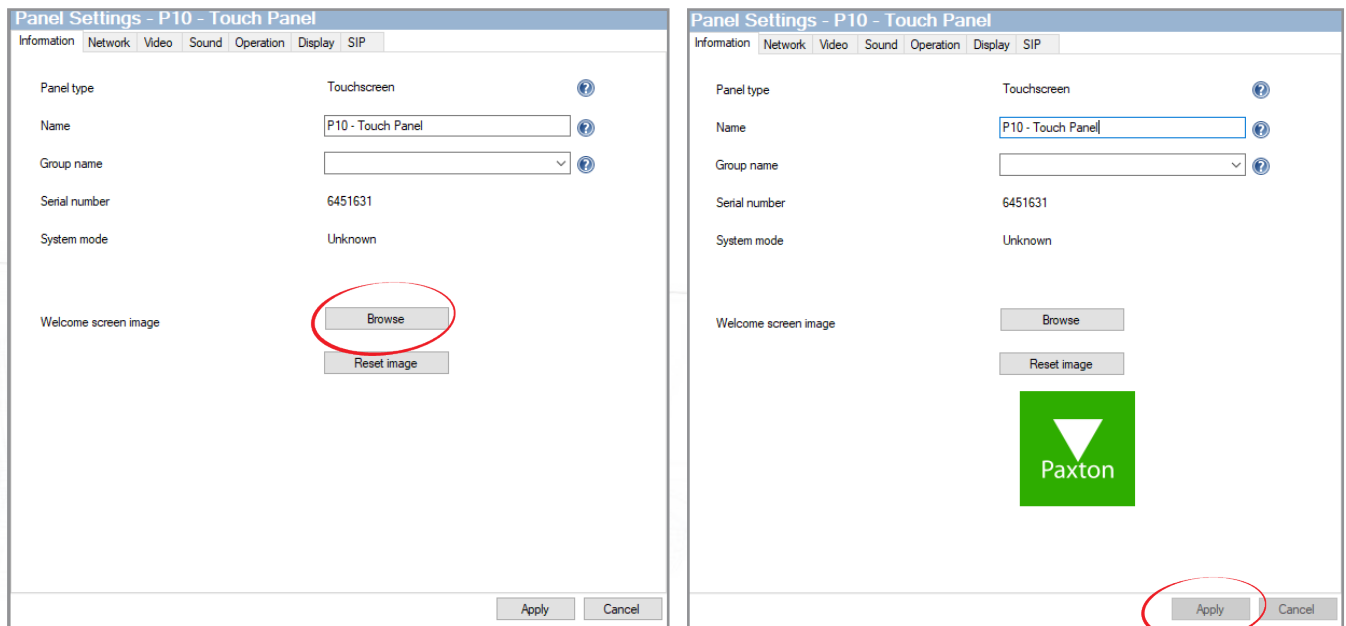 Panel Settings - P10 - Touch Panel
Information Network Video Sound Operation Display SIP
Panel type Touchscreen ?
Name P10 - Touch Panel ?
Group name ?
Serial number 6451631
System mode Unknown
Welcome screen image Browse
Reset image
Apply Cancel
Panel Settings - P10 - Touch Panel
Information Network Video Sound Operation Display SIP
Panel type Touchscreen ?
Name P10 - Touch Panel ?
Group name ?
Serial number 6451631
System mode Unknown
Welcome screen image Browse
Reset image
Paxton
Apply Cancel